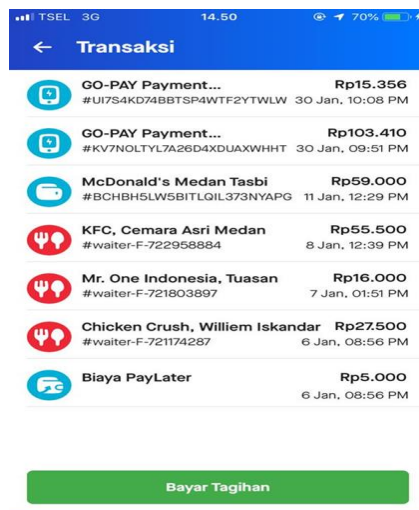 TSEL 3G 14.50 70%
Transaksi
GO-PAY Payment... Rp15.356
#UI7S4KD74BBTSP4WTF2YTWLW 30 Jan, 10:08 PM
GO-PAY Payment... Rp103.410
#KV7NOLTYL7A26D4XDUAXWHHT 30 Jan, 09:51 PM
McDonald's Medan Tasbi Rp59.000
#BCHBH5LW5BITLQIL373NYAPG 11 Jan, 12:29 PM
KFC, Cemara Asri Medan Rp55.500
#waiter-F-722958884 8 Jan, 12:39 PM
Mr. One Indonesia, Tuasan Rp16.000
#waiter-F-721803897 7 Jan, 01:51 PM
Chicken Crush, Williem Iskandar Rp27.500
#waiter-F-721174287 6 Jan, 08:56 PM
Biaya PayLater Rp5.000
6 Jan, 08:56 PM
Bayar Tagihan